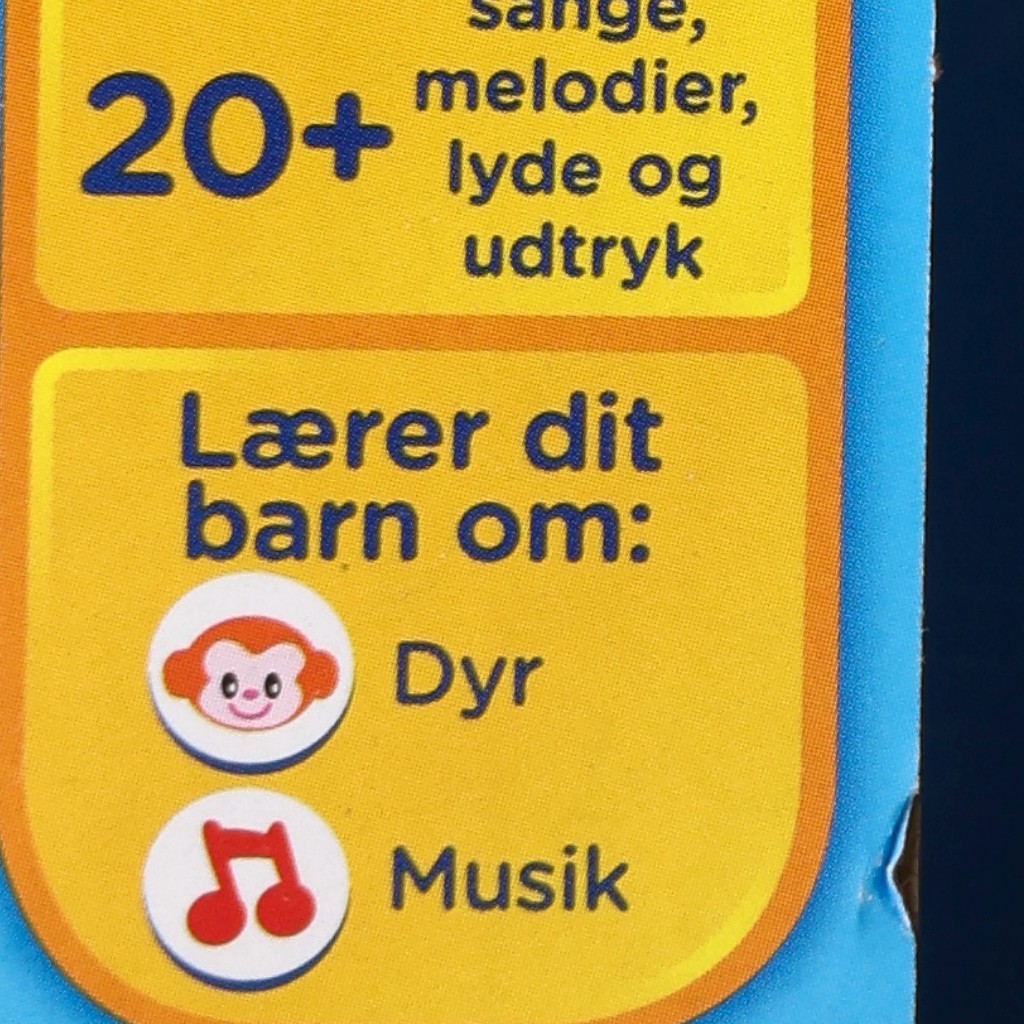 20+
sange,
melodier,
lyde og
udtryk
Lærer dit
barn om:
Dyr
Musik